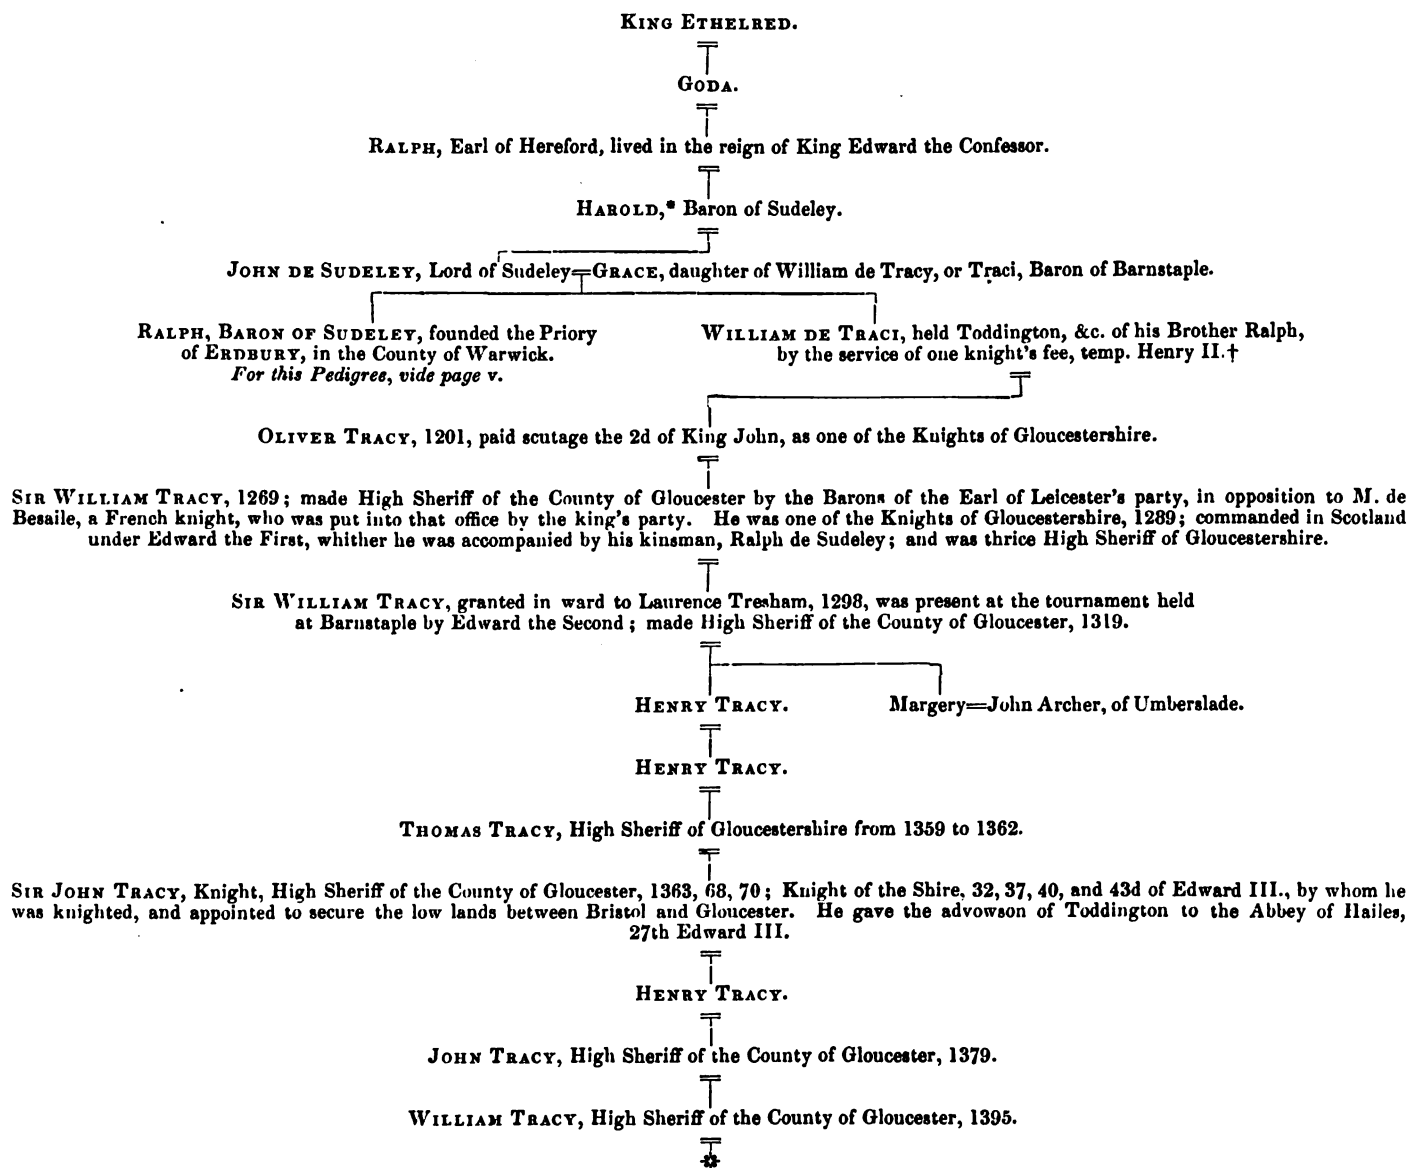 KING ETHELRED.
GODA.
RALPH, Earl of Hereford, lived in the reign of King Edward the Confessor.
HAROLD,* Baron of Sudeley.
JOHN DE SUDELEY, Lord of Sudeley=GRACE, daughter of William de Tracy, or Traci, Baron of Barnstaple.
RALPH, BARON OF SUDELEY, founded the Priory
of ERDBURY, in the County of Warwick.
For this Pedigree, vide page v.
WILLIAM DE TRACI, held Toddington, &c. of his Brother Ralph,
by the service of one knight's fee, temp. Henry II.†
OLIVER TRACY, 1201, paid scutage the 2d of King John, as one of the Knights of Gloucestershire.
SIR WILLIAM TRACY, 1269; made High Sheriff of the County of Gloucester by the Barons of the Earl of Leicester's party, in opposition to M. de
Besaile, a French knight, who was put into that office by the king's party. He was one of the Knights of Gloucestershire, 1289; commanded in Scotland
under Edward the First, whither he was accompanied by his kinsman, Ralph de Sudeley; and was thrice High Sheriff of Gloucestershire.
SIR WILLIAM TRACY, granted in ward to Laurence Tresham, 1298, was present at the tournament held
at Barnstaple by Edward the Second; made High Sheriff of the County of Gloucester, 1319.
HENRY TRACY.
Margery=John Archer, of Umberslade.
HENRY TRACY.
THOMAS TRACY, High Sheriff of Gloucestershire from 1359 to 1362.
SIR JOHN TRACY, Knight, High Sheriff of the County of Gloucester, 1363, 68, 70; Knight of the Shire, 32, 37, 40, and 43d of Edward III., by whom he
was knighted, and appointed to secure the low lands between Bristol and Gloucester. He gave the advowson of Toddington to the Abbey of Hailes,
27th Edward III.
HENRY TRACY.
JOHN TRACY, High Sheriff of the County of Gloucester, 1379.
WILLIAM TRACY, High Sheriff of the County of Gloucester, 1395.